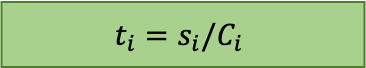 tᵢ = sᵢ/Cᵢ